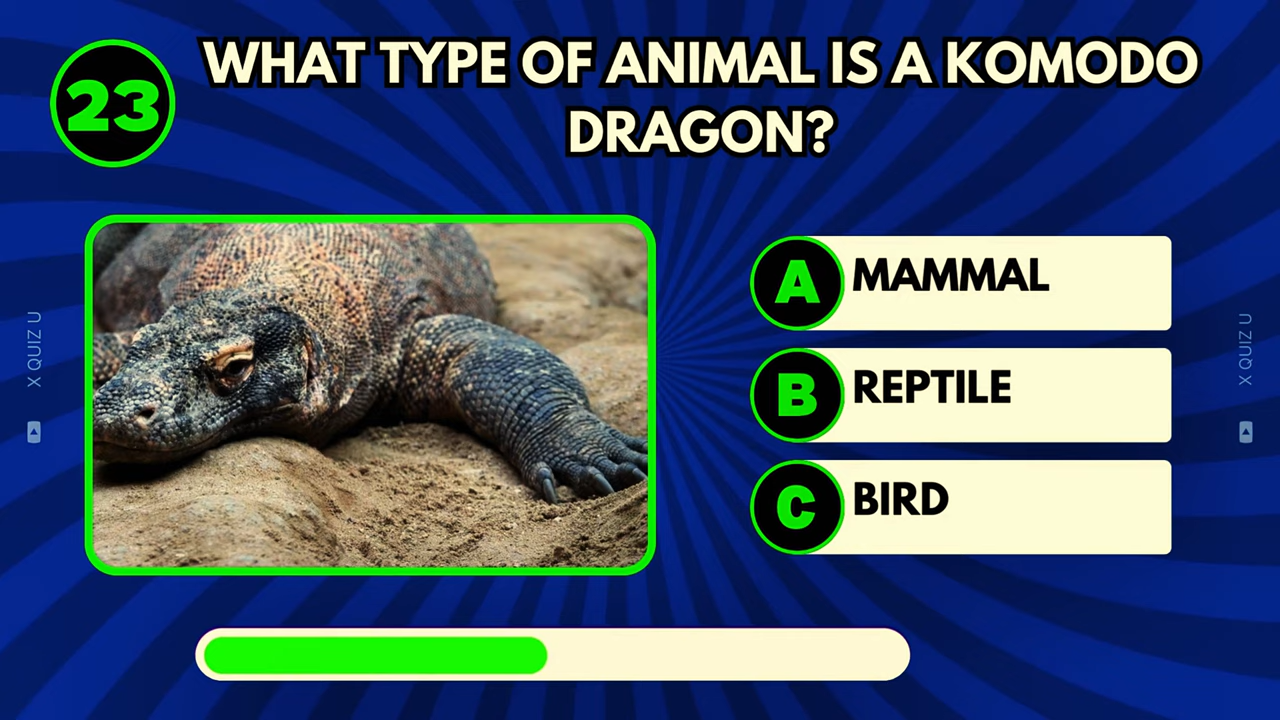 23
WHAT TYPE OF ANIMAL IS A KOMODO
DRAGON?
A MAMMAL
B REPTILE
C BIRD
X QUIZ U
X QUIZ U